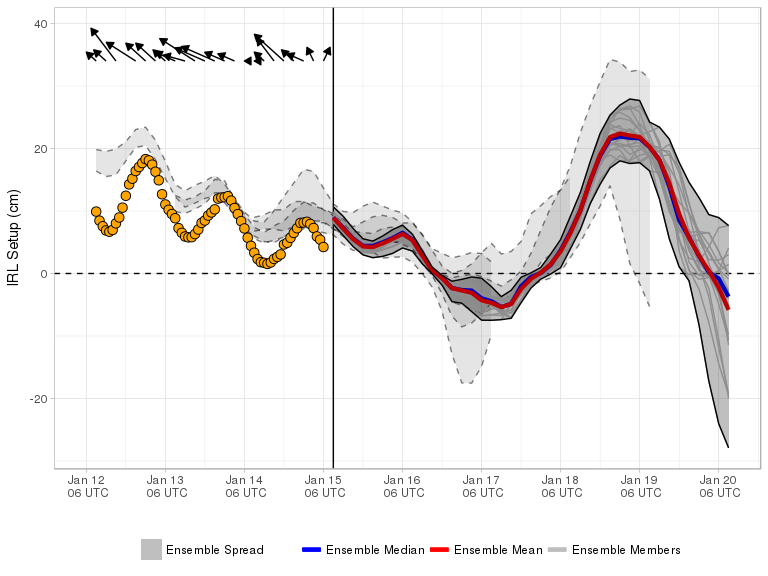 40
20
0
-20
IRL Setup (cm)
Jan 12
06 UTC
Jan 13
06 UTC
Jan 14
06 UTC
Jan 15
06 UTC
Jan 16
06 UTC
Jan 17
06 UTC
Jan 18
06 UTC
Jan 19
06 UTC
Jan 20
06 UTC
Ensemble Spread
Ensemble Median
Ensemble Mean
Ensemble Members